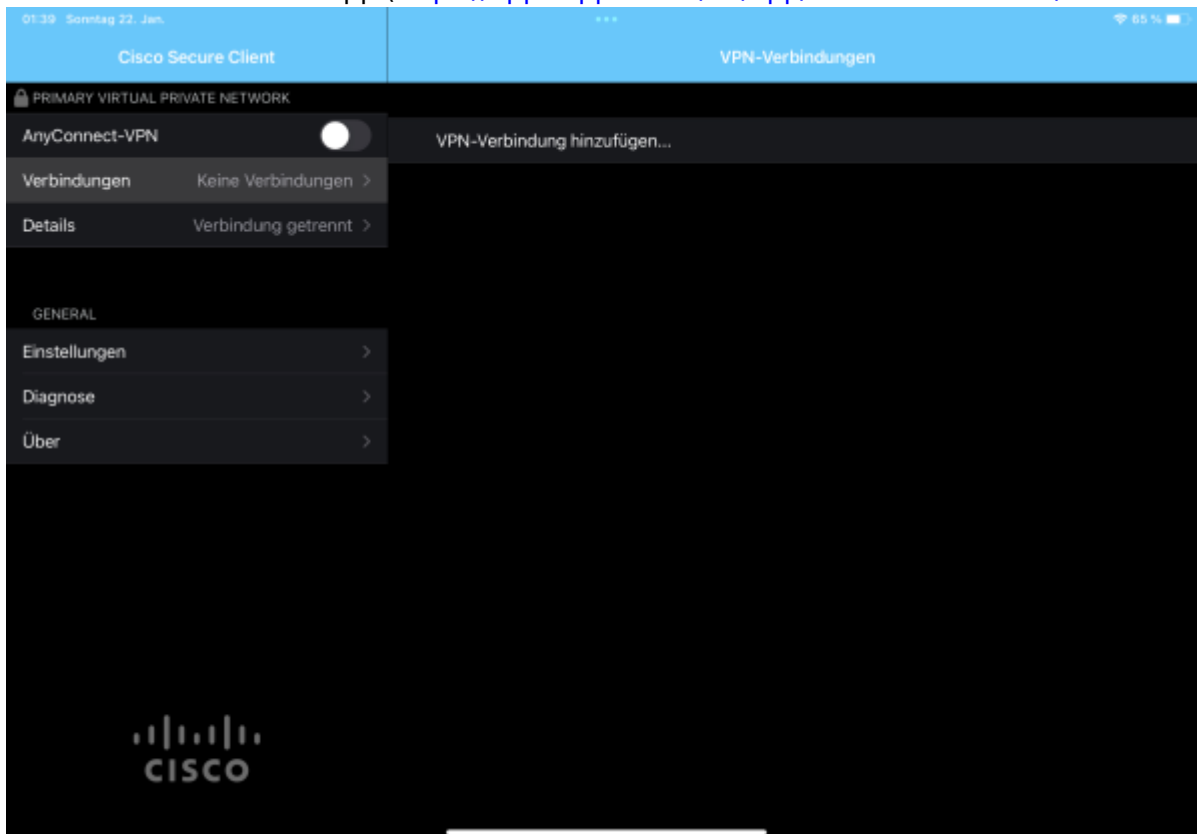 01:39 Sonntag 22. Jan.
65 %
Cisco Secure Client
VPN-Verbindungen
PRIMARY VIRTUAL PRIVATE NETWORK
AnyConnect-VPN
VPN-Verbindung hinzufügen...
Verbindungen Keine Verbindungen >
Details Verbindung getrennt >
GENERAL
Einstellungen >
Diagnose >
Über >
CISCO